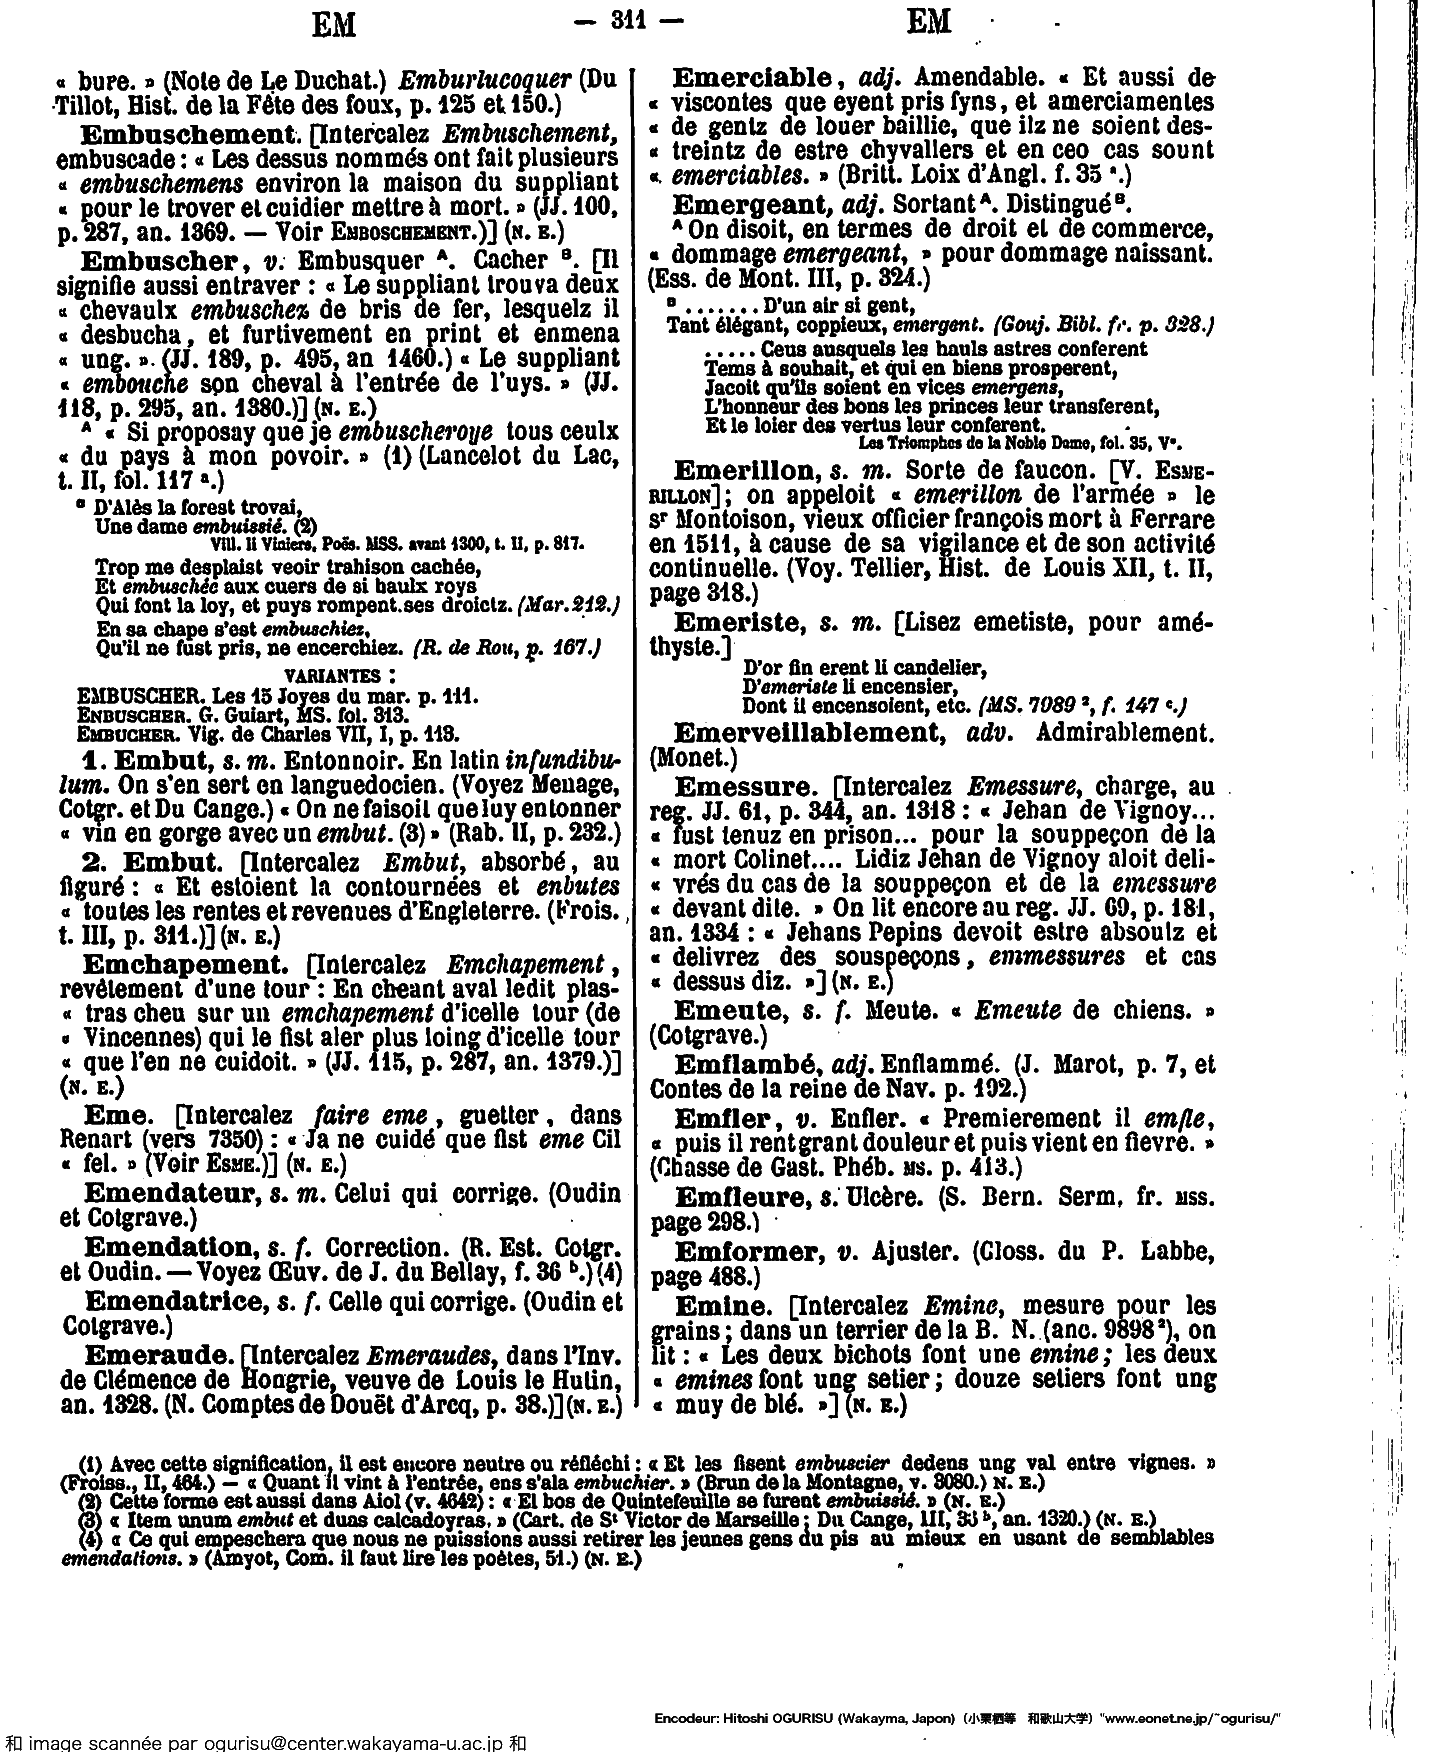 EM — 311 — EM
« bure. » (Note de Le Duchat.) Emburlucoquer (Du
Tillot, Hist. de la Fête des foux, p. 125 et 150.)
Embuschement. [Intercalez Embuschement,
embuscade : « Les dessus nommés ont fait plusieurs
« embuschemens environ la maison du suppliant
« pour le trover et cuidier mettre à mort. » (JJ. 100,
p. 287, an. 1369. — Voir EMBOSCHEMENT.)] (N. E.)
Embuscher, v. Embusquer A. Cacher B. [Il
signifie aussi entraver : « Le suppliant trouva deux
« chevaulx embuschez de bris de fer, lesquelz il
« desbucha, et furtivement en print et enmena
« ung. ». (JJ. 189, p. 495, an 1460.) « Le suppliant
« embouche son cheval à l'entrée de l'uys. » (JJ.
118, p. 295, an. 1380.)] (N. E.)
A « Si proposay que je embuscheroye tous ceulx
« du pays à mon povoir. » (1) (Lancelot du Lac,
t. II, fol. 117 a.)
B D'Alès la forest trovai,
Une dame embuissié. (2)
Vill. li Viniers, Poës. MSS. avant 1300, t. II, p. 817.
Trop me desplaist veoir trahison cachée,
Et embuschée aux cuers de si haulx roys
Qui font la loy, et puys rompent ses droictz. (Mar. 212.)
En sa chape s'est embuschiez,
Qu'il ne fust pris, ne encerchiez. (R. de Rou, p. 167.)
VARIANTES :
EMBUSCHER. Les 15 Joyes du mar. p. 111.
ENBUSCHER. G. Guiart, MS. fol. 313.
EMBUCHER. Vig. de Charles VII, I, p. 113.
1. Embut, s. m. Entonnoir. En latin infundibu-
lum. On s'en sert en languedocien. (Voyez Menage,
Cotgr. et Du Cange.) « On ne faisoit que luy entonner
« vin en gorge avec un embut. (3) » (Rab. II, p. 232.)
2. Embut. [Intercalez Embut, absorbé, au
figuré : « Et estoient la contournées et enbutes
« toutes les rentes et revenues d'Engleterre. (Frois.,
t. III, p. 311.)] (N. E.)
Emchapement. [Intercalez Emchapement,
revêtement d'une tour : En cheant aval ledit plas-
« tras cheu sur un emchapement d'icelle tour (de
« Vincennes) qui le fist aler plus loing d'icelle tour
« que l'en ne cuidoit. » (JJ. 115, p. 287, an. 1379.)]
(N. E.)
Eme. [Intercalez faire eme, guetter, dans
Renart (vers 7350) : « Ja ne cuidé que fist eme Cil
« fel. » (Voir ESME.)] (N. E.)
Emendateur, s. m. Celui qui corrige. (Oudin
et Cotgrave.)
Emendation, s. f. Correction. (R. Est. Cotgr.
et Oudin. — Voyez Œuv. de J. du Bellay, f. 36 b.) (4)
Emendatrice, s. f. Celle qui corrige. (Oudin et
Cotgrave.)
Emeraude. [Intercalez Emeraudes, dans l'Inv.
de Clémence de Hongrie, veuve de Louis le Hutin,
an. 1328. (N. Comptes de Douët d'Arcq, p. 38.)] (N. E.)
Emerciable, adj. Amendable. « Et aussi de
« viscontes que eyent pris fyns, et amerciamentes
« de gentz de louer baillie, que ilz ne soient des-
« treintz de estre chyvallers et en ceo cas sount
« emerciables. » (Britt. Loix d'Angl. f. 35 a.)
Emergeant, adj. Sortant A. Distingué B.
A On disoit, en termes de droit et de commerce,
« dommage emergeant, » pour dommage naissant.
(Ess. de Mont. III, p. 324.)
B ....... D'un air si gent,
Tant élégant, coppieux, emergent. (Gouj. Bibl. fr. p. 328.)
..... Ceus ausquels les hauls astres conferent
Tems à souhait, et qui en biens prosperent,
Jacoit qu'ils soient en vices emergens,
L'honneur des bons les princes leur transferent,
Et le loier des vertus leur conferent.
Les Triomphes de la Noble Dame, fol. 35, Vº.
Emerillon, s. m. Sorte de faucon. [V. ESME-
RILLON]; on appeloit « emerillon de l'armée » le
sr Montoison, vieux officier françois mort à Ferrare
en 1511, à cause de sa vigilance et de son activité
continuelle. (Voy. Tellier, Hist. de Louis XII, t. II,
page 318.)
Emeriste, s. m. [Lisez emetiste, pour amé-
thyste.]
D'or fin erent li candelier,
D'emeriste li encensier,
Dont il encensoient, etc. (MS. 7089 2, f. 147 c.)
Emerveillablement, adv. Admirablement.
(Monet.)
Emessure. [Intercalez Emessure, charge, au
reg. JJ. 61, p. 344, an. 1318 : « Jehan de Vignoy...
« fust tenuz en prison... pour la souppeçon de la
« mort Colinet.... Lidiz Jehan de Vignoy aloit deli-
« vrés du cas de la souppeçon et de la emessure
« devant dite. » On lit encore au reg. JJ. 69, p. 181,
an. 1334 : « Jehans Pepins devoit estre absoulz et
« delivrez des souspeçons, emmessures et cas
« dessus diz. »] (N. E.)
Emeute, s. f. Meute. « Emeute de chiens. »
(Cotgrave.)
Emflambé, adj. Enflammé. (J. Marot, p. 7, et
Contes de la reine de Nav. p. 192.)
Emfler, v. Enfler. « Premierement il emfle,
« puis il rent grant douleur et puis vient en fievre. »
(Chasse de Gast. Phéb. MS. p. 413.)
Emfleure, s. Ulcère. (S. Bern. Serm. fr. MSS.
page 298.)
Emformer, v. Ajuster. (Closs. du P. Labbe,
page 488.)
Emine. [Intercalez Emine, mesure pour les
grains ; dans un terrier de la B. N. (anc. 9898 2), on
lit : « Les deux bichots font une emine ; les deux
« emines font ung setier ; douze setiers font ung
« muy de blé. »] (N. E.)
(1) Avec cette signification, il est encore neutre ou réfléchi : « Et les fisent embuscier dedens ung val entre vignes. »
(Froiss., II, 464.) — « Quant il vint à l'entrée, ens s'ala embuchier. » (Brun de la Montagne, v. 3080.) N. E.)
(2) Cette forme est aussi dans Aiol (v. 4642) : « El bos de Quintefeuille se furent embuissié. » (N. E.)
(3) « Item unum embut et duas calcadoyras. » (Cart. de St Victor de Marseille ; Du Cange, III, 33 b, an. 1320.) (N. E.)
(4) « Ce qui empeschera que nous ne puissions aussi retirer les jeunes gens du pis au mieux en usant de semblables
emendations. » (Amyot, Com. il faut lire les poètes, 51.) (N. E.)
Encodeur: Hitoshi OGURISU (Wakayma, Japon) (小栗栖等 和歌山大学) "www.eonet.ne.jp/~ogurisu/"
和 image scannée par ogurisu@center.wakayama-u.ac.jp 和